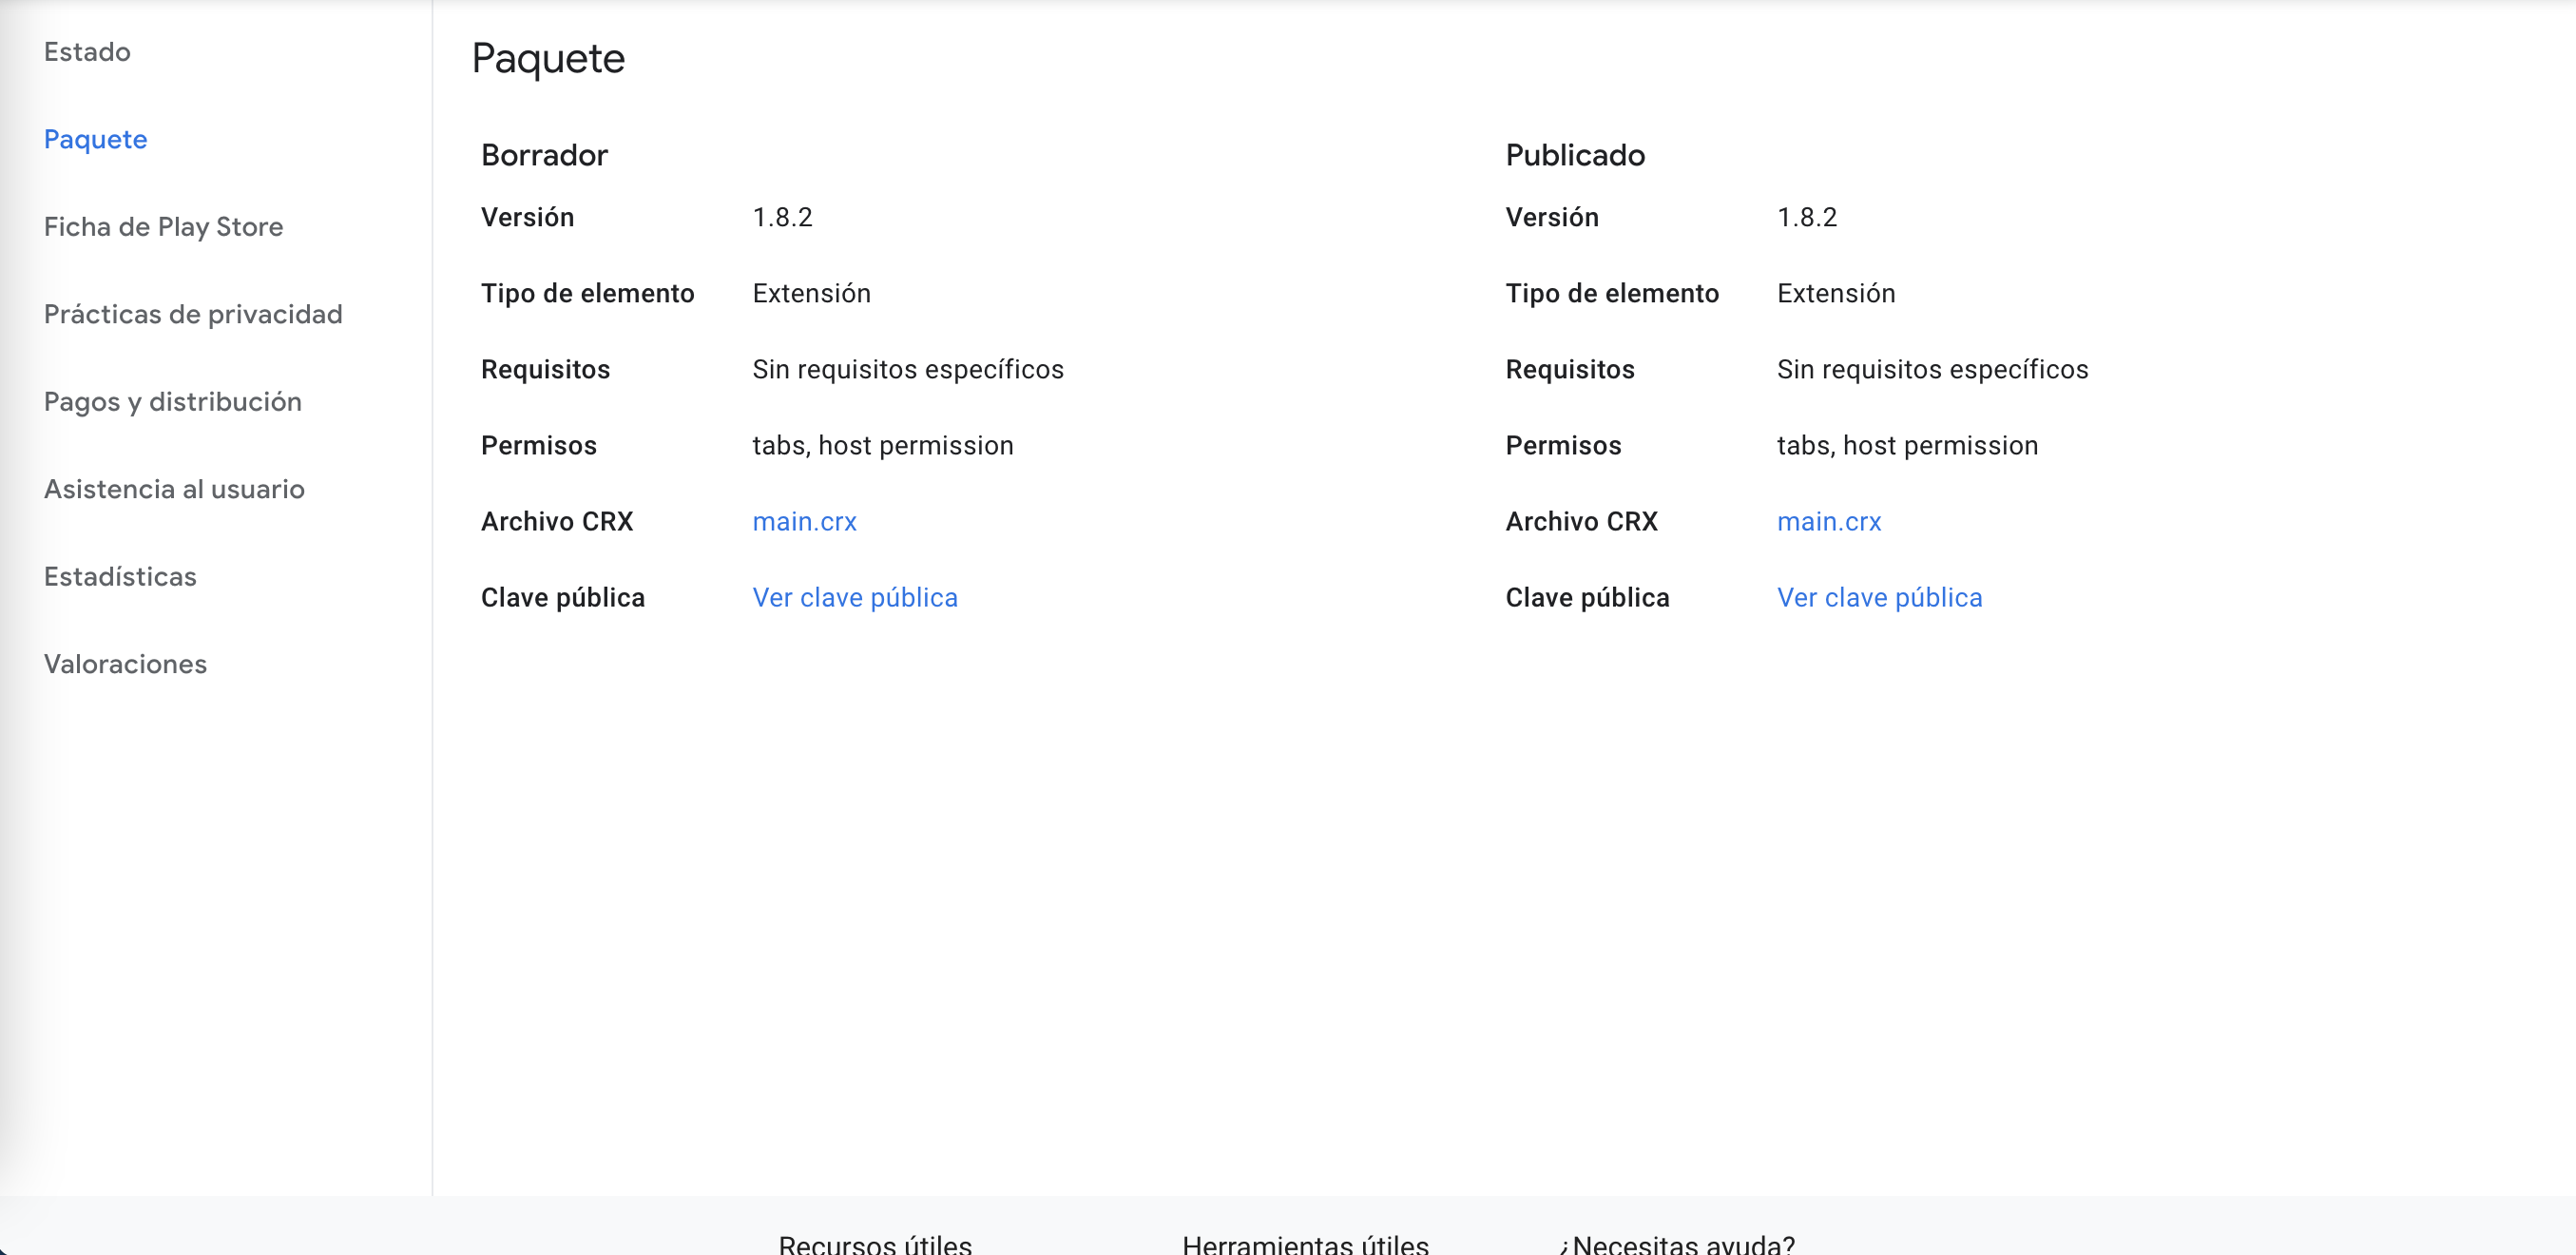 Estado
Paquete
Ficha de Play Store
Prácticas de privacidad
Pagos y distribución
Asistencia al usuario
Estadísticas
Valoraciones
Paquete
Borrador
Versión 1.8.2
Tipo de elemento Extensión
Requisitos Sin requisitos específicos
Permisos tabs, host permission
Archivo CRX main.crx
Clave pública Ver clave pública
Publicado
Versión 1.8.2
Tipo de elemento Extensión
Requisitos Sin requisitos específicos
Permisos tabs, host permission
Archivo CRX main.crx
Clave pública Ver clave pública
Recursos útiles
Herramientas útiles
¿Necesitas ayuda?